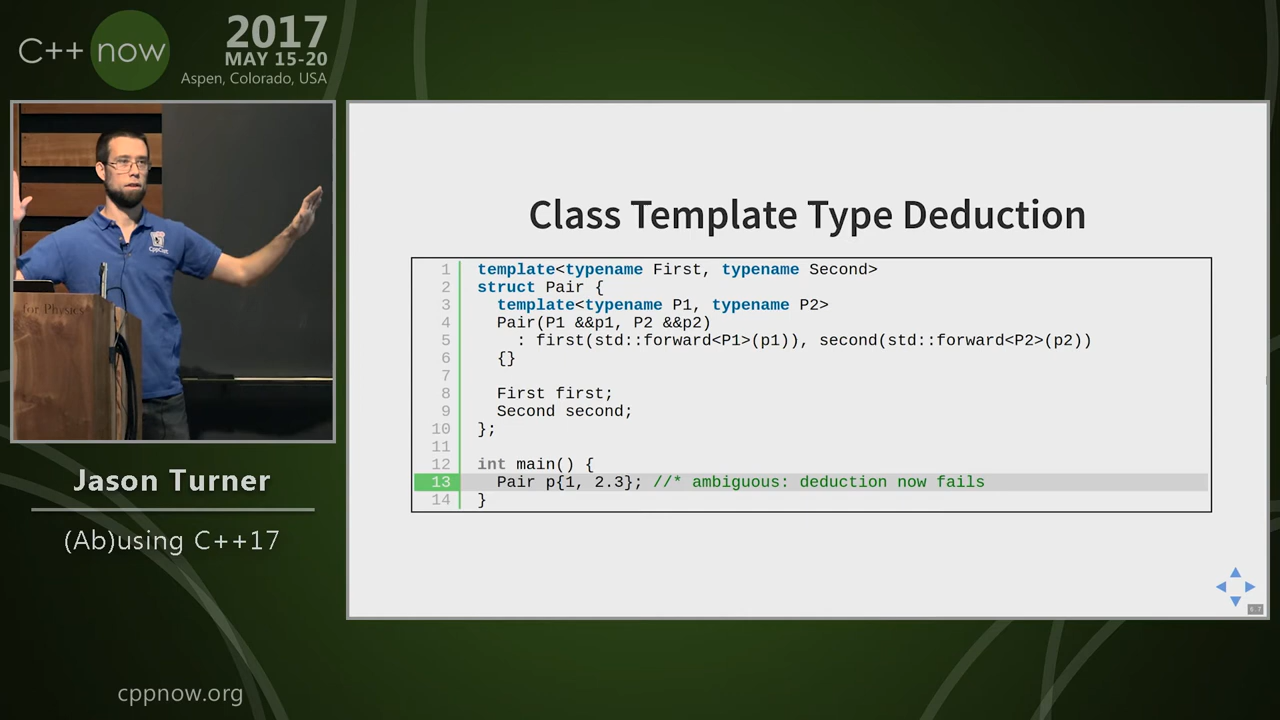 C++ now
2017
MAY 15-20
Aspen, Colorado, USA
CppCast
for Physics
Jason Turner
(Ab)using C++17
cppnow.org
Class Template Type Deduction
1 template<typename First, typename Second>
2 struct Pair {
3   template<typename P1, typename P2>
4   Pair(P1 &&p1, P2 &&p2)
5     : first(std::forward<P1>(p1)), second(std::forward<P2>(p2))
6   {}
7
8   First first;
9   Second second;
10 };
11
12 int main() {
13   Pair p{1, 2.3}; //* ambiguous: deduction now fails
14 }